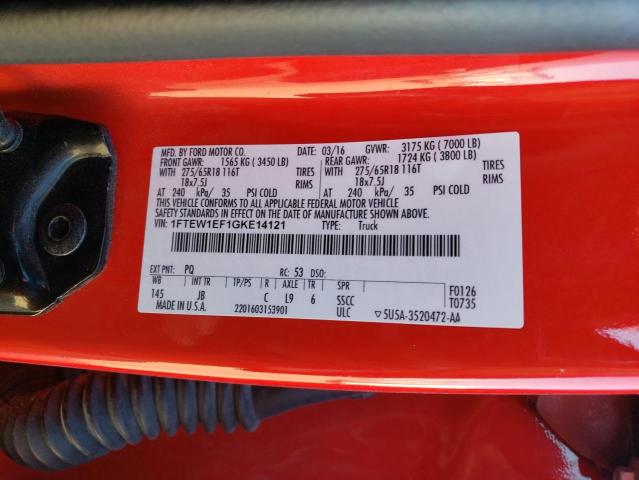 MFD. BY FORD MOTOR CO.
03/16 GVWR: 3175 KG ( 7000 LB)
FRONT GAWR: 1565 KG ( 3450 LB) REAR GAWR: 1724 KG ( 3800 LB)
WITH 275/65R18 116T TIRES WITH 275/65R18 116T TIRES
18x7.5J RIMS 18x7.5J RIMS
AT 240 kPa/ 35 PSI COLD AT 240 kPa/ 35 PSI COLD
THIS VEHICLE CONFORMS TO ALL APPLICABLE FEDERAL MOTOR VEHICLE
SAFETY STANDARDS IN EFFECT ON THE DATE OF MANUFACTURE SHOWN ABOVE.
VIN: 1FTEW1EF1GKE14121 TYPE: Truck
EXT PNT: PQ RC: 53 DSO:
WB INT TR TP/PS R AXLE TR SPR F0126
145 JB C L9 6 SSCC T0735
MADE IN U.S.A. 2201603153901 ULC ▽5U5A-3520472-AA